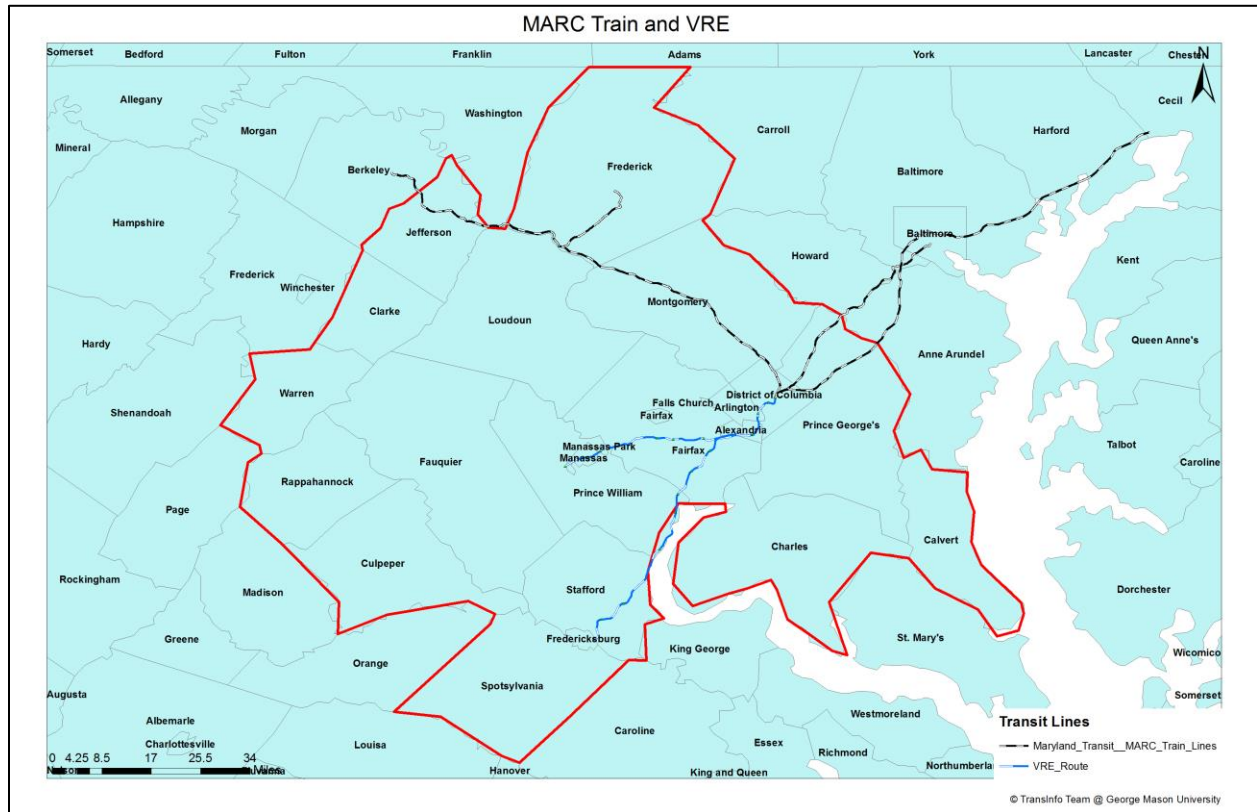 MARC Train and VRE
Somerset
Bedford
Fulton
Franklin
Adams
York
Lancaster
Chester
N
Allegany
Morgan
Washington
Carroll
Harford
Cecil
Mineral
Berkeley
Frederick
Baltimore
Hampshire
Jefferson
Baltimore
Howard
Kent
Frederick
Winchester
Clarke
Loudoun
Montgomery
Hardy
Anne Arundel
Queen Anne's
Shenandoah
Warren
District of Columbia
Falls Church
Arlington
Fairfax
Prince George's
Alexandria
Talbot
Manassas Park
Manassas
Fairfax
Caroline
Fauquier
Rappahannock
Prince William
Page
Charles
Calvert
Culpeper
Rockingham
Stafford
Madison
Dorchester
Greene
Fredericksburg
St. Mary's
King George
Orange
Wicomico
Spotsylvania
Augusta
Somerset
Westmoreland
Albemarle
Caroline
Charlottesville
Louisa
Essex
Richmond
0 4.25 8.5 17 25.5 34
Miles
Hanover
King and Queen
Northumberla
Transit Lines
Maryland_Transit__MARC_Train_Lines
VRE_Route
© TransInfo Team @ George Mason University